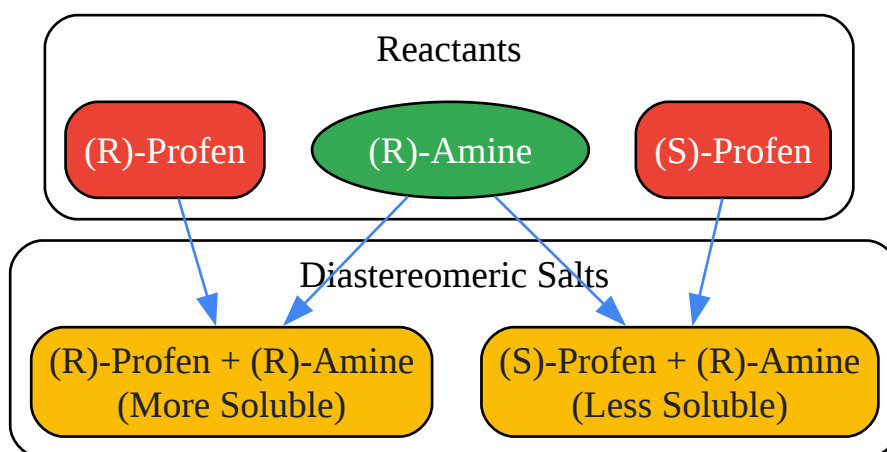 Reactants
(R)-Profen
(R)-Amine
(S)-Profen
Diastereomeric Salts
(R)-Profen + (R)-Amine
(More Soluble)
(S)-Profen + (R)-Amine
(Less Soluble)